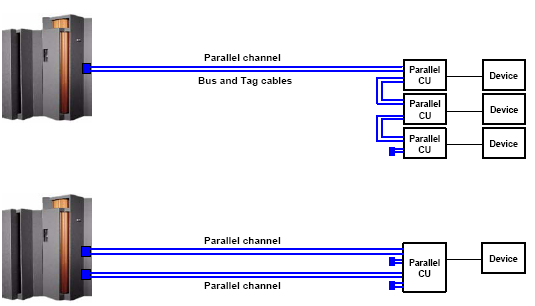 Parallel channel
Bus and Tag cables
Parallel
CU
Device
Parallel
CU
Device
Parallel
CU
Device
Parallel channel
Parallel channel
Parallel
CU
Device